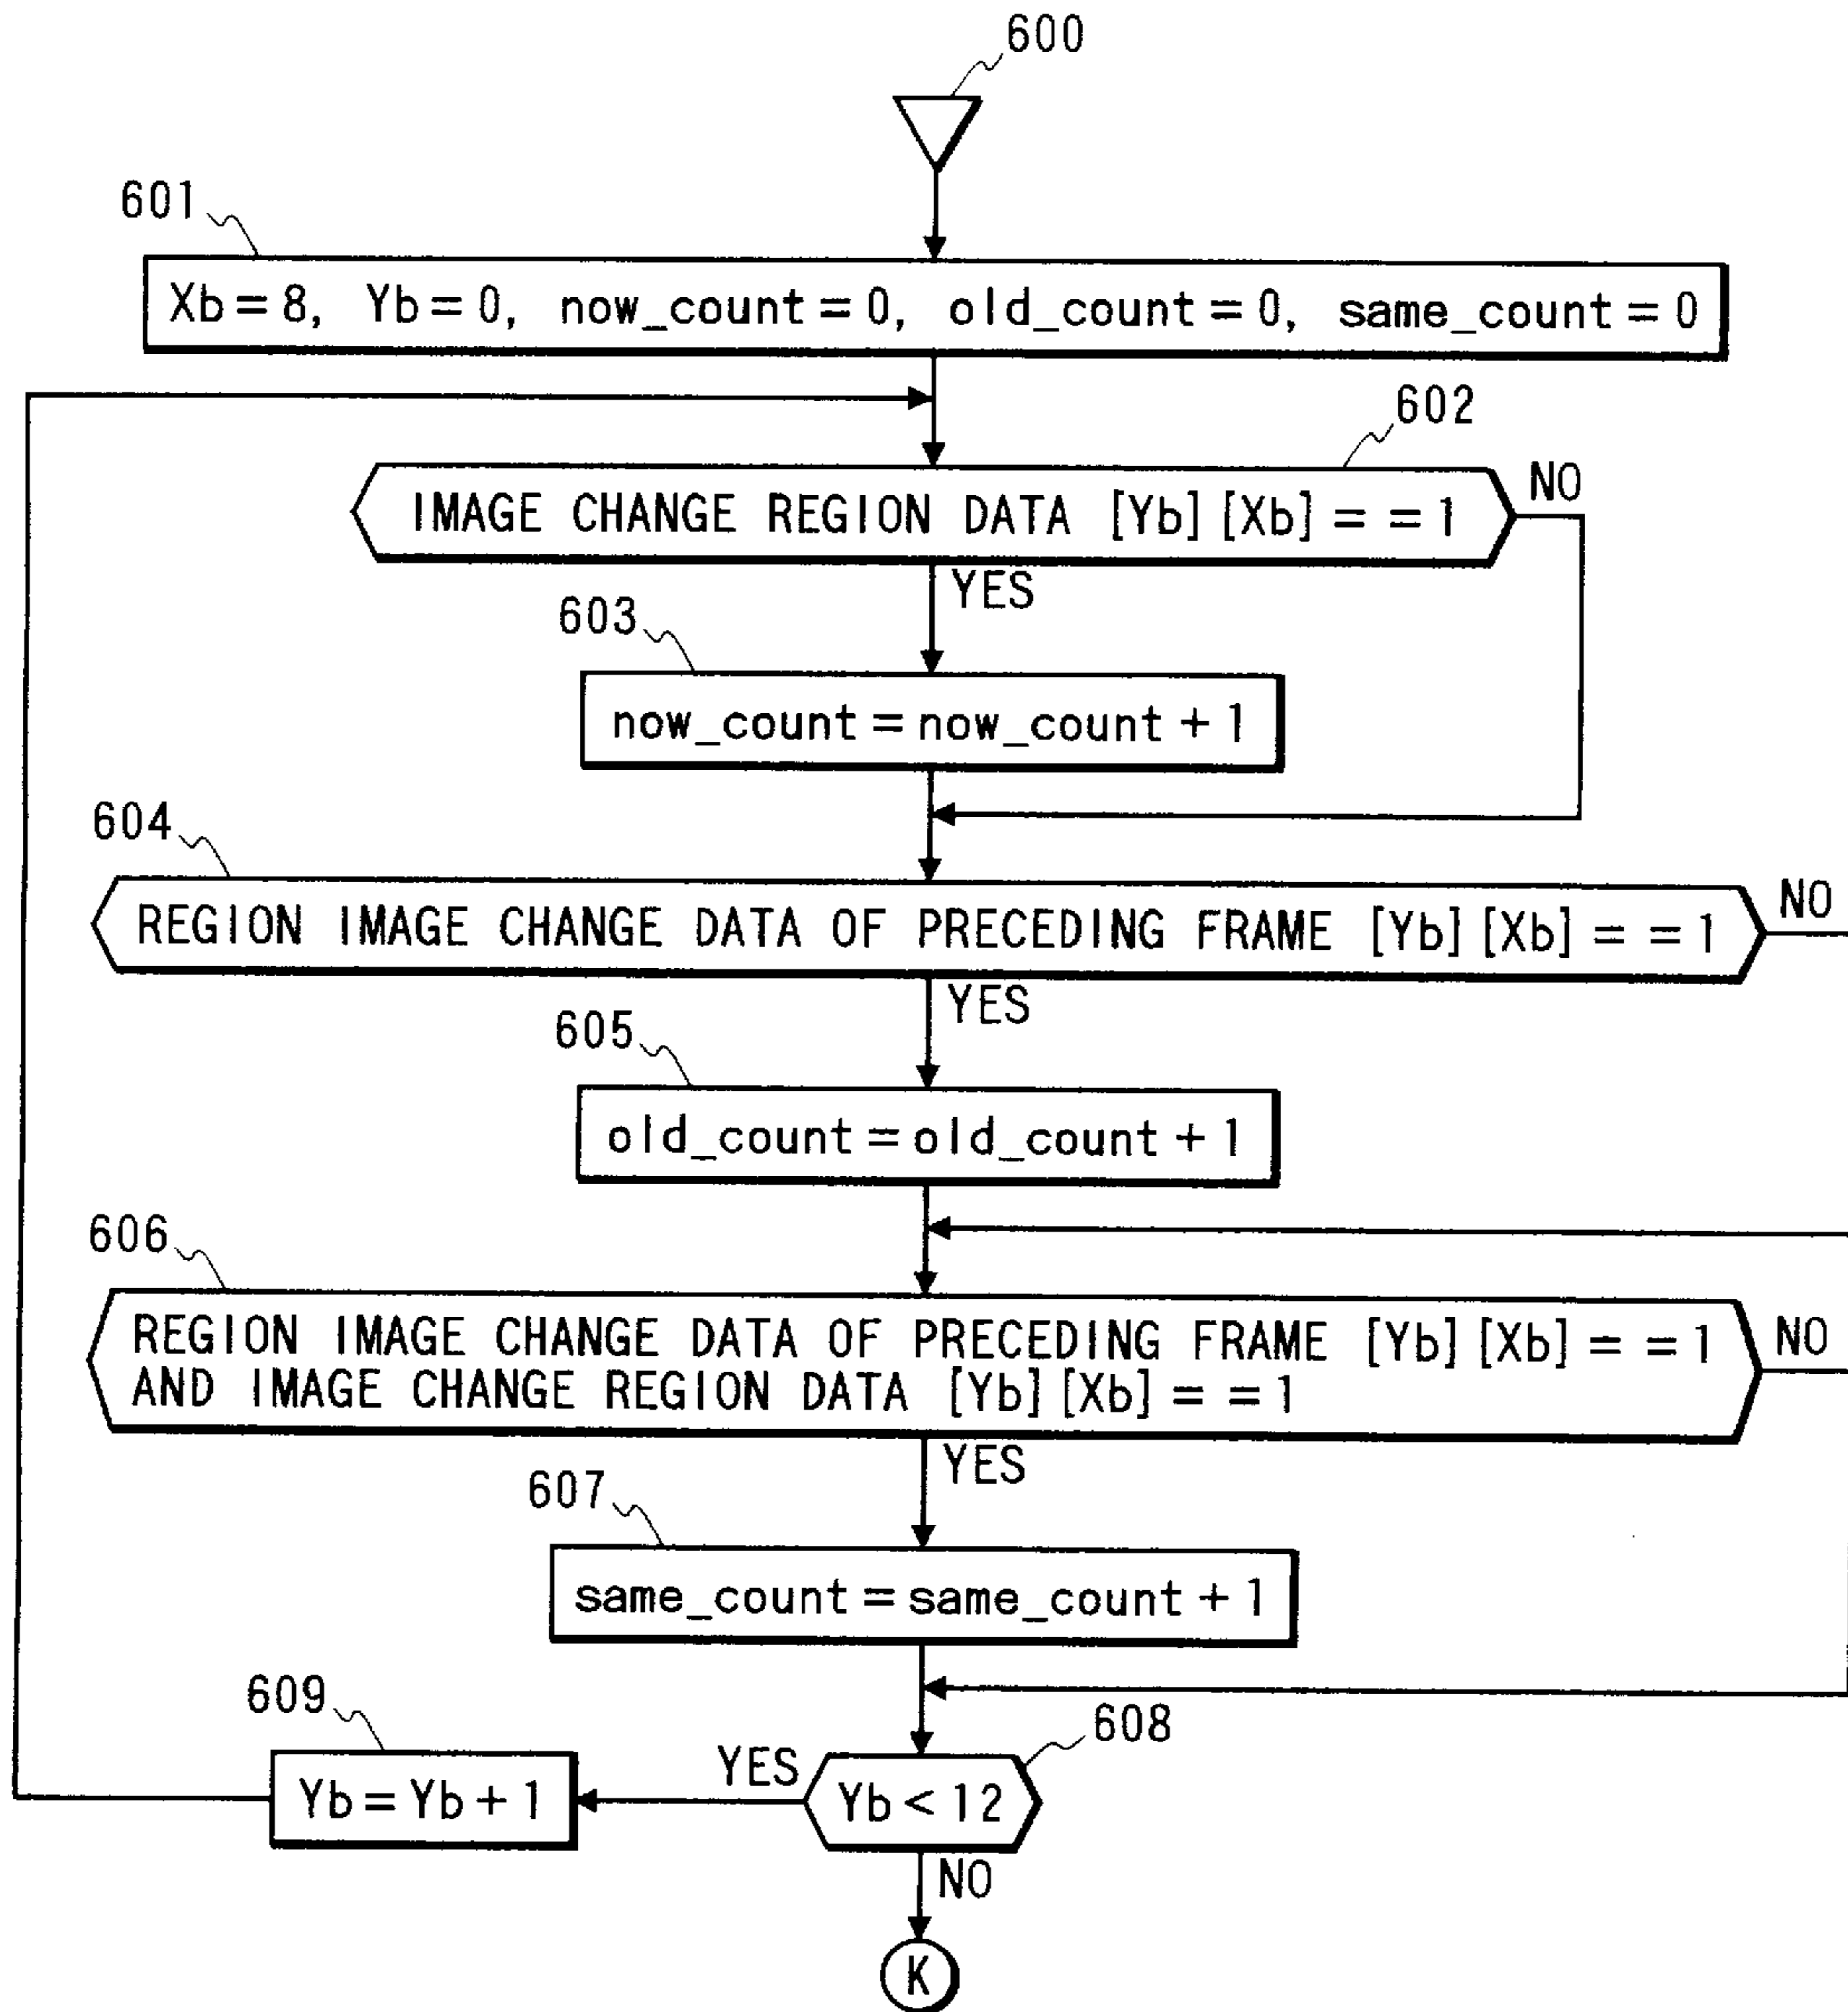 600
601
Xb = 8, Yb = 0, now_count = 0, old_count = 0, same_count = 0
602
IMAGE CHANGE REGION DATA [Yb] [Xb] = = 1
NO
YES
603
now_count = now_count + 1
604
REGION IMAGE CHANGE DATA OF PRECEDING FRAME [Yb] [Xb] = = 1
NO
YES
605
old_count = old_count + 1
606
REGION IMAGE CHANGE DATA OF PRECEDING FRAME [Yb] [Xb] = = 1
AND IMAGE CHANGE REGION DATA [Yb] [Xb] = = 1
NO
YES
607
same_count = same_count + 1
609
608
Yb = Yb + 1
YES
Yb < 12
NO
K